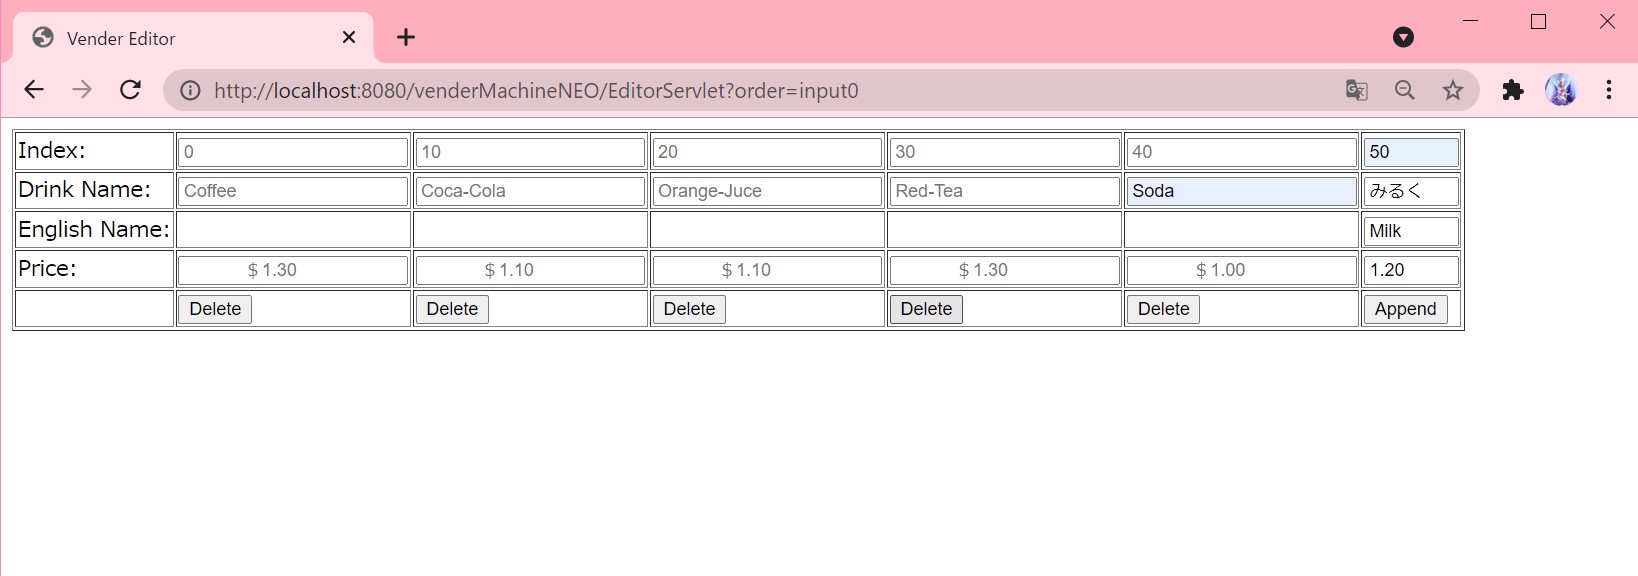 Vender Editor
http://localhost:8080/venderMachineNEO/EditorServlet?order=input0
Index: 0 10 20 30 40 50
Drink Name: Coffee Coca-Cola Orange-Juce Red-Tea Soda みるく
English Name: Milk
Price: $ 1.30 $ 1.10 $ 1.10 $ 1.30 $ 1.00 1.20
Delete Delete Delete Delete Delete Append